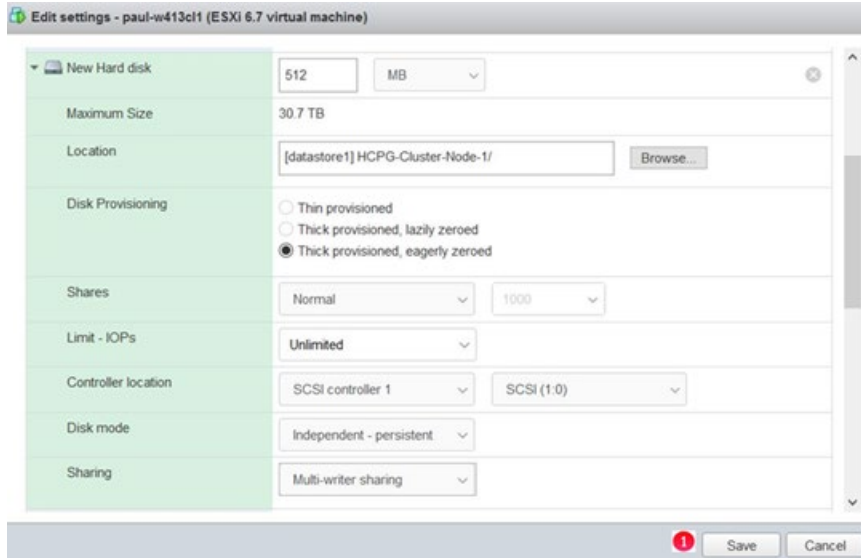 Edit settings - paul-w413cl1 (ESXi 6.7 virtual machine)
New Hard disk 512 MB
Maximum Size 30.7 TB
Location [datastore1] HCPG-Cluster-Node-1/ Browse...
Disk Provisioning Thin provisioned
Thick provisioned, lazily zeroed
Thick provisioned, eagerly zeroed
Shares Normal 1000
Limit - IOPs Unlimited
Controller location SCSI controller 1 SCSI (1:0)
Disk mode Independent - persistent
Sharing Multi-writer sharing
1 Save Cancel